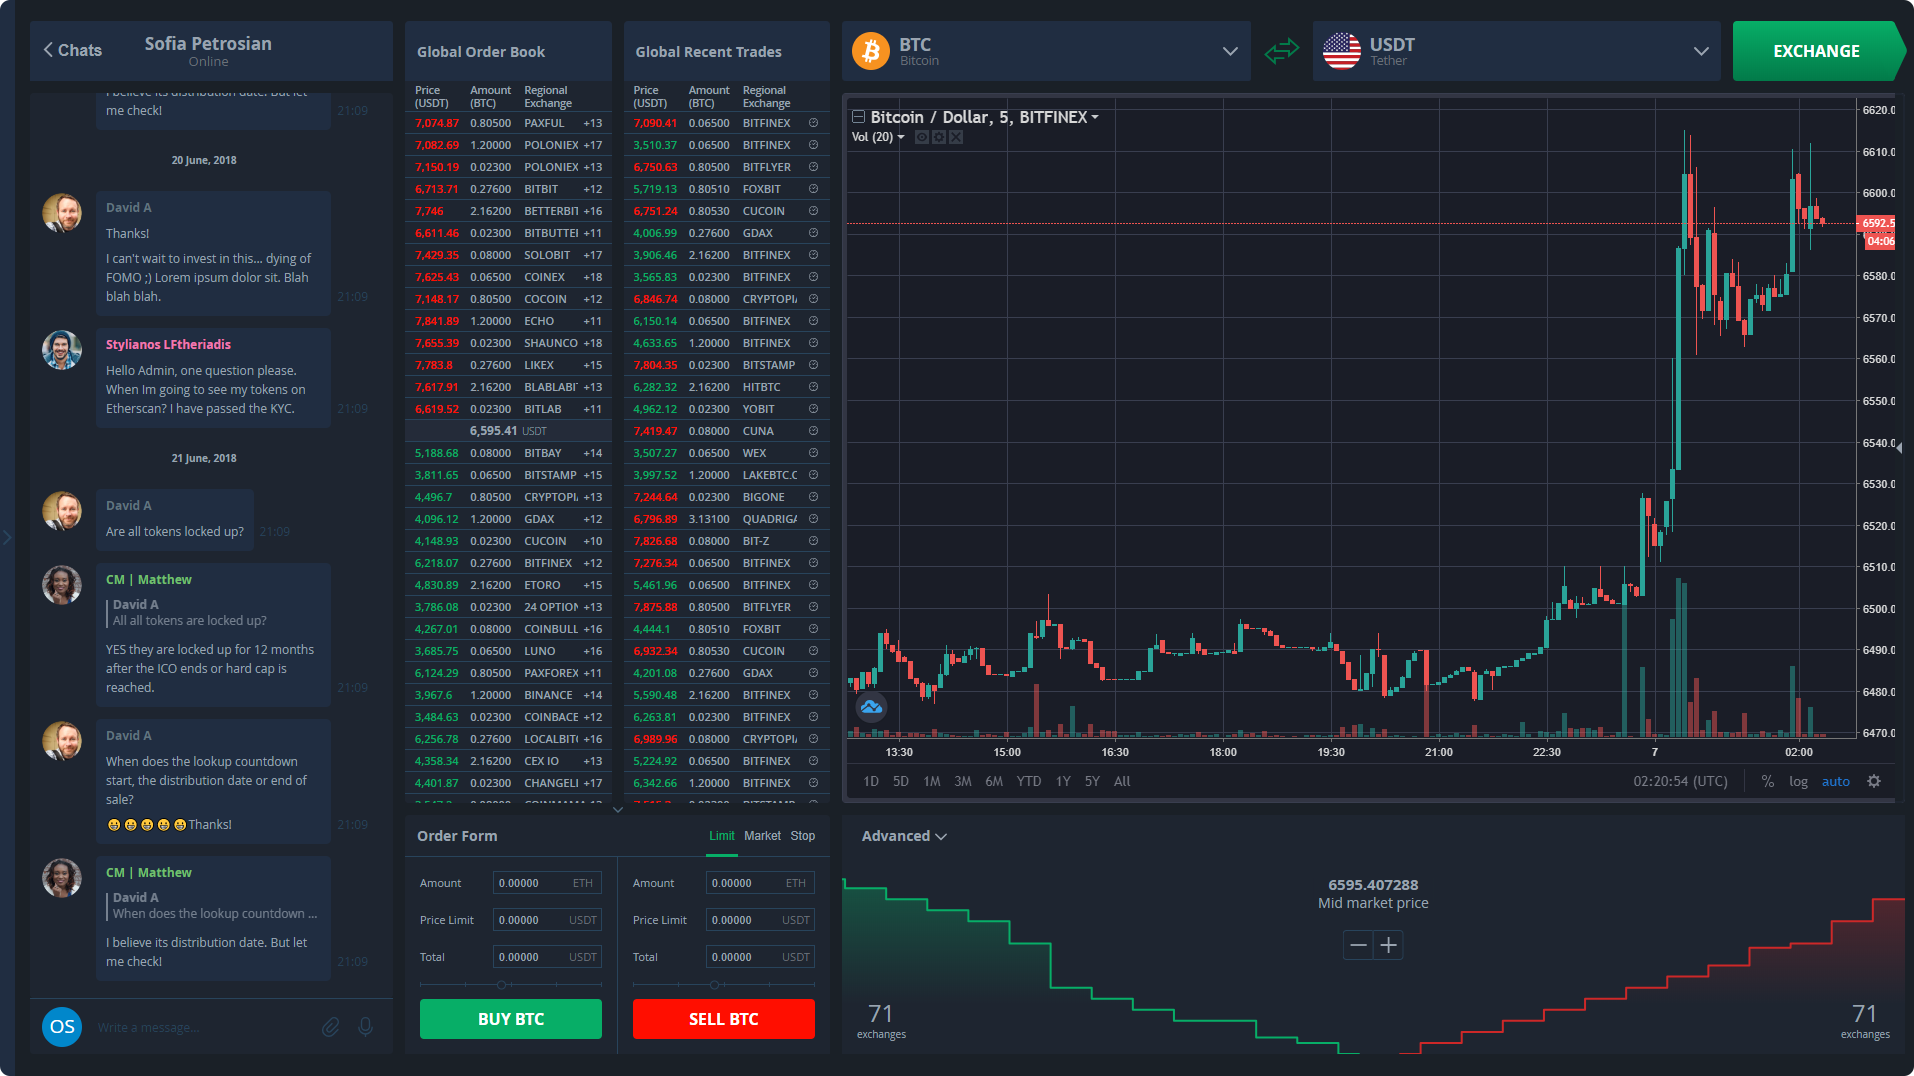 Chats
Sofia Petrosian
Online
I believe its distribution date. But let
me check!
21:09
20 June, 2018
David A
Thanks!
I can't wait to invest in this... dying of
FOMO ;) Lorem ipsum dolor sit. Blah
blah blah.
21:09
Stylianos LFtheriadis
Hello Admin, one question please.
When Im going to see my tokens on
Etherscan? I have passed the KYC.
21:09
21 June, 2018
David A
Are all tokens locked up?
21:09
CM | Matthew
David A
All all tokens are locked up?
YES they are locked up for 12 months
after the ICO ends or hard cap is
reached.
21:09
David A
When does the lookup countdown
start, the distribution date or end of
sale?
Thanks!
21:09
CM | Matthew
David A
When does the lookup countdown ...
I believe its distribution date. But let
me check!
21:09
OS
Write a message...
Global Order Book
Price (USDT) Amount (BTC) Regional Exchange
7,074.87 0.80500 PAXFUL +13
7,082.69 1.20000 POLONIEX +17
7,150.19 0.02300 POLONIEX +13
6,713.71 0.27600 BITBIT +12
7,746 2.16200 BETTERBIT +16
6,611.46 0.02300 BITBUTTEI +11
7,429.35 0.08000 SOLOBIT +17
7,625.43 0.06500 COINEX +18
7,148.17 0.80500 COCOIN +12
7,841.89 1.20000 ECHO +11
7,655.39 0.02300 SHAUNCO +18
7,783.8 0.27600 LIKEX +15
7,617.91 2.16200 BLABLABI +13
6,619.52 0.02300 BITLAB +11
6,595.41 USDT
5,188.68 0.08000 BITBAY +14
3,811.65 0.06500 BITSTAMP +15
4,496.7 0.80500 CRYPTOPI +13
4,096.12 1.20000 GDAX +12
4,148.93 0.02300 CUCOIN +10
6,218.07 0.27600 BITFINEX +12
4,830.89 2.16200 ETORO +15
3,786.08 0.02300 24 OPTION +13
4,267.01 0.08000 COINBULL +16
3,685.75 0.06500 LUNO +16
6,124.29 0.80500 PAXFOREX +11
3,967.6 1.20000 BINANCE +14
3,484.63 0.02300 COINBACE +12
6,256.78 0.27600 LOCALBIT +16
4,358.34 2.16200 CEX IO +13
4,401.87 0.02300 CHANGELI +17
Global Recent Trades
Price (USDT) Amount (BTC) Regional Exchange
7,090.41 0.06500 BITFINEX
3,510.37 0.06500 BITFINEX
6,750.63 0.80500 BITFLYER
5,719.13 0.80510 FOXBIT
6,751.24 0.80530 CUCOIN
4,006.99 0.27600 GDAX
3,906.46 2.16200 BITFINEX
3,565.83 0.02300 BITFINEX
6,846.74 0.08000 CRYPTOPI
6,150.14 0.06500 BITFINEX
4,633.65 1.20000 BITFINEX
7,804.35 0.02300 BITSTAMP
6,282.32 2.16200 HITBTC
4,962.12 0.02300 YOBIT
7,419.47 0.08000 CUNA
3,507.27 0.06500 WEX
3,997.52 1.20000 LAKEBTC.C
7,244.64 0.02300 BIGONE
6,796.89 3.13100 QUADRIGA
7,826.68 0.08000 BIT-Z
7,276.34 0.06500 BITFINEX
5,461.96 0.06500 BITFINEX
7,875.88 0.80500 BITFLYER
4,444.1 0.80510 FOXBIT
6,932.34 0.80530 CUCOIN
4,201.08 0.27600 GDAX
5,590.48 2.16200 BITFINEX
6,263.81 0.02300 BITFINEX
6,989.96 0.08000 CRYPTOPI
5,224.92 0.06500 BITFINEX
6,342.66 1.20000 BITFINEX
Order Form
Limit Market Stop
Amount 0.00000 ETH
Price Limit 0.00000 USDT
Total 0.00000 USDT
BUY BTC
Amount 0.00000 ETH
Price Limit 0.00000 USDT
Total 0.00000 USDT
SELL BTC
BTC
Bitcoin
USDT
Tether
EXCHANGE
Bitcoin / Dollar, 5, BITFINEX
Vol (20)
6620.0
6610.0
6600.0
6592.5
04:06
6580.0
6570.0
6560.0
6550.0
6540.0
6530.0
6520.0
6510.0
6500.0
6490.0
6480.0
6470.0
13:30 15:00 16:30 18:00 19:30 21:00 22:30 7 02:00
1D 5D 1M 3M 6M YTD 1Y 5Y All
02:20:54 (UTC) % log auto
Advanced
6595.407288
Mid market price
71
exchanges
71
exchanges